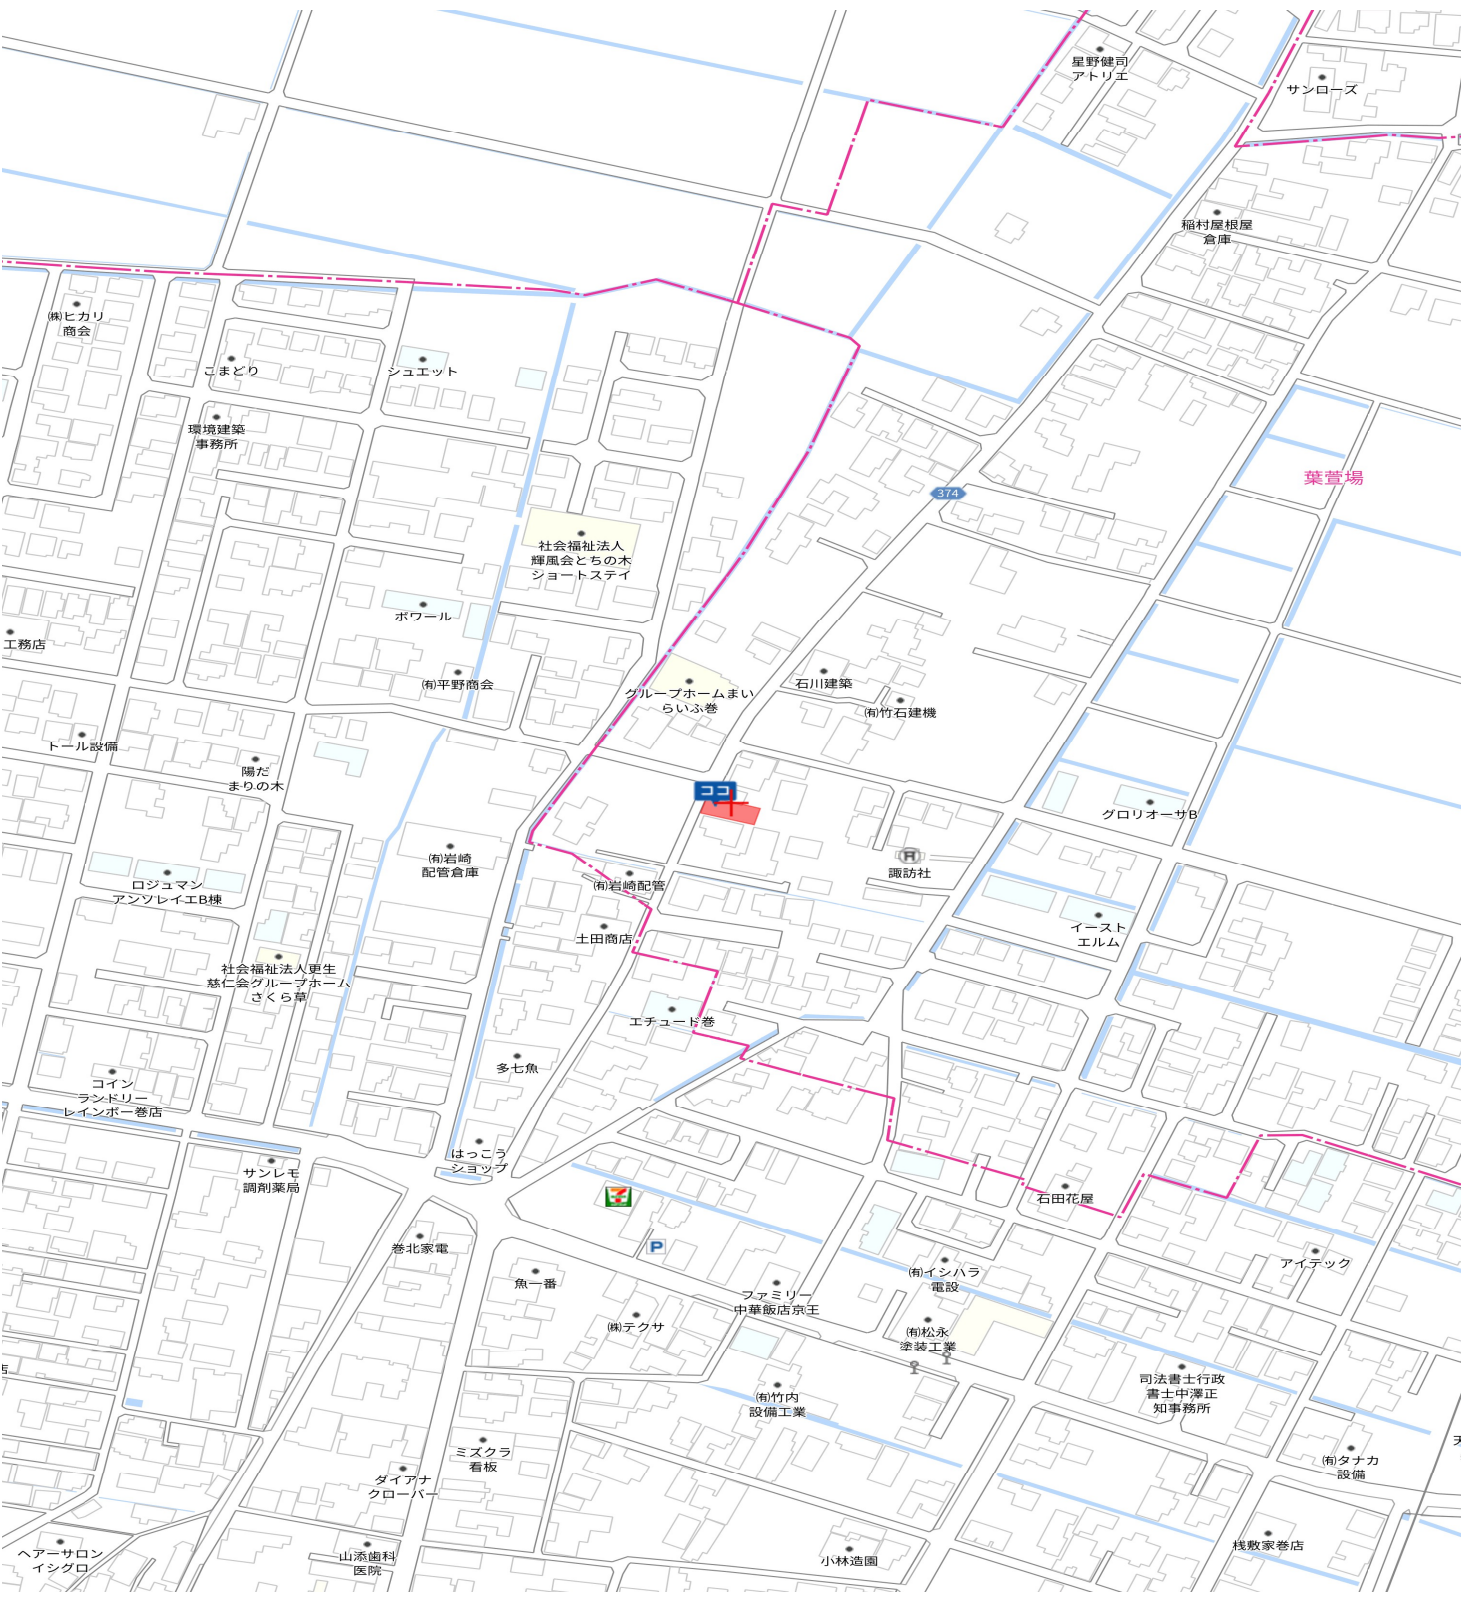 星野健司
アトリエ
サンローズ
稲村屋根屋
倉庫
㈱ヒカリ
商会
こまどり
シュエット
環境建築
事務所
葉萱場
374
社会福祉法人
輝風会とちの木
ショートステイ
ボワール
工務店
㈲平野商会
グループホームまい
らいふ巻
石川建築
㈲竹石建機
トール設備
陽だ
まりの木
ココ
グロリオーサB
㈲岩崎
配管倉庫
諏訪社
ロジュマン
アンソレイエB棟
㈲岩崎配管
土田商店
イースト
エルム
社会福祉法人更生
慈仁会グループホーム
さくら草
エチュード巻
多七魚
コイン
ランドリー
レインボー巻店
はっこう
ショップ
サンレモ
調剤薬局
石田花屋
巻北家電
P
魚一番
㈲イシハラ
電設
アイテック
ファミリー
中華飯店京王
㈱テクサ
㈲松永
塗装工業
店
司法書士行政
書士中澤正
知事務所
㈲竹内
設備工業
ミズクラ
看板
㈲タナカ
設備
ダイアナ
クローバー
ヘアーサロン
イシグロ
山添歯科
医院
小林造園
桟敷家巻店